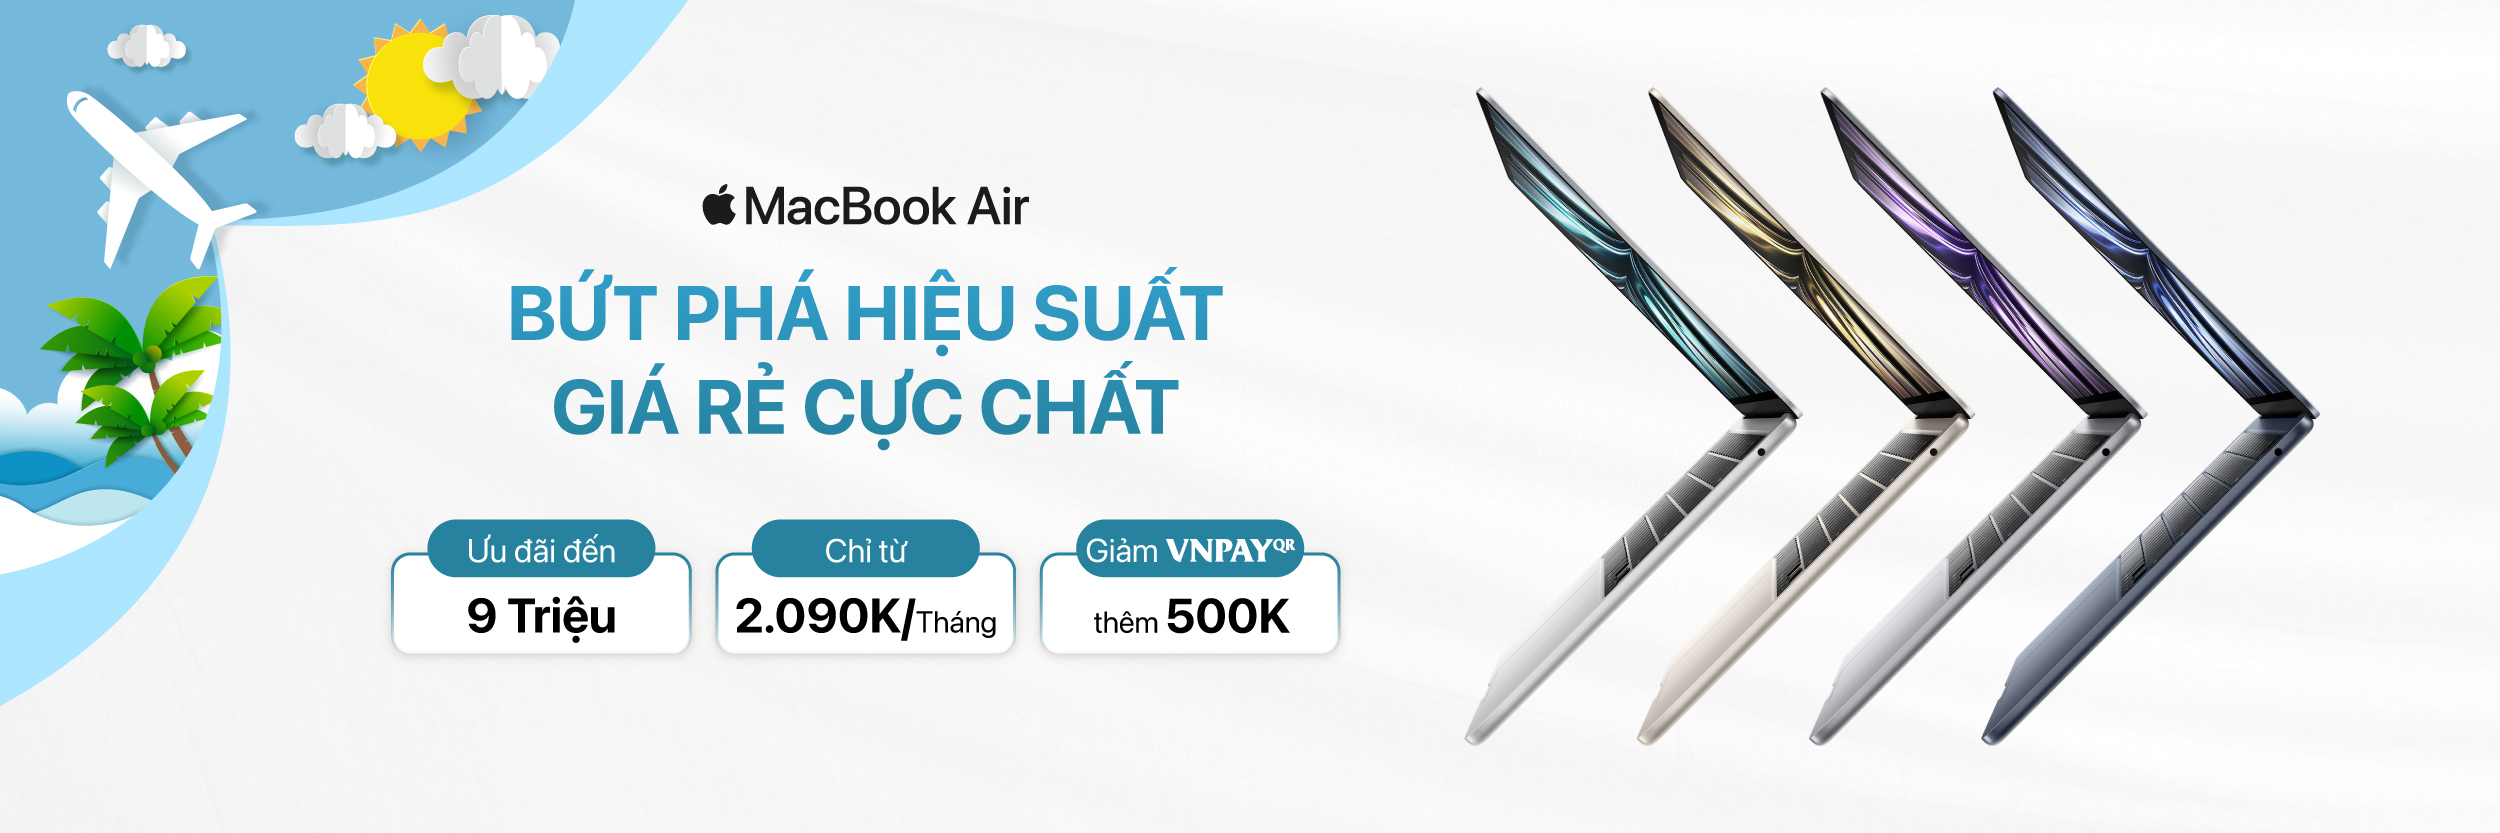 MacBook Air
BỨT PHÁ HIỆU SUẤT
GIÁ RẺ CỰC CHẤT
Ưu đãi đến
9 Triệu
Chỉ từ
2.090K/Tháng
Giảm VNPAYQR
thêm 500K